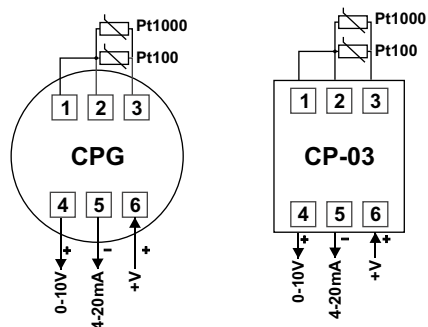 Pt1000
Pt100
1 2 3
CPG
4 5 6
+ − +
0-10V
4-20mA
+V
Pt1000
Pt100
1 2 3
CP-03
4 5 6
+ − +
0-10V
4-20mA
+V